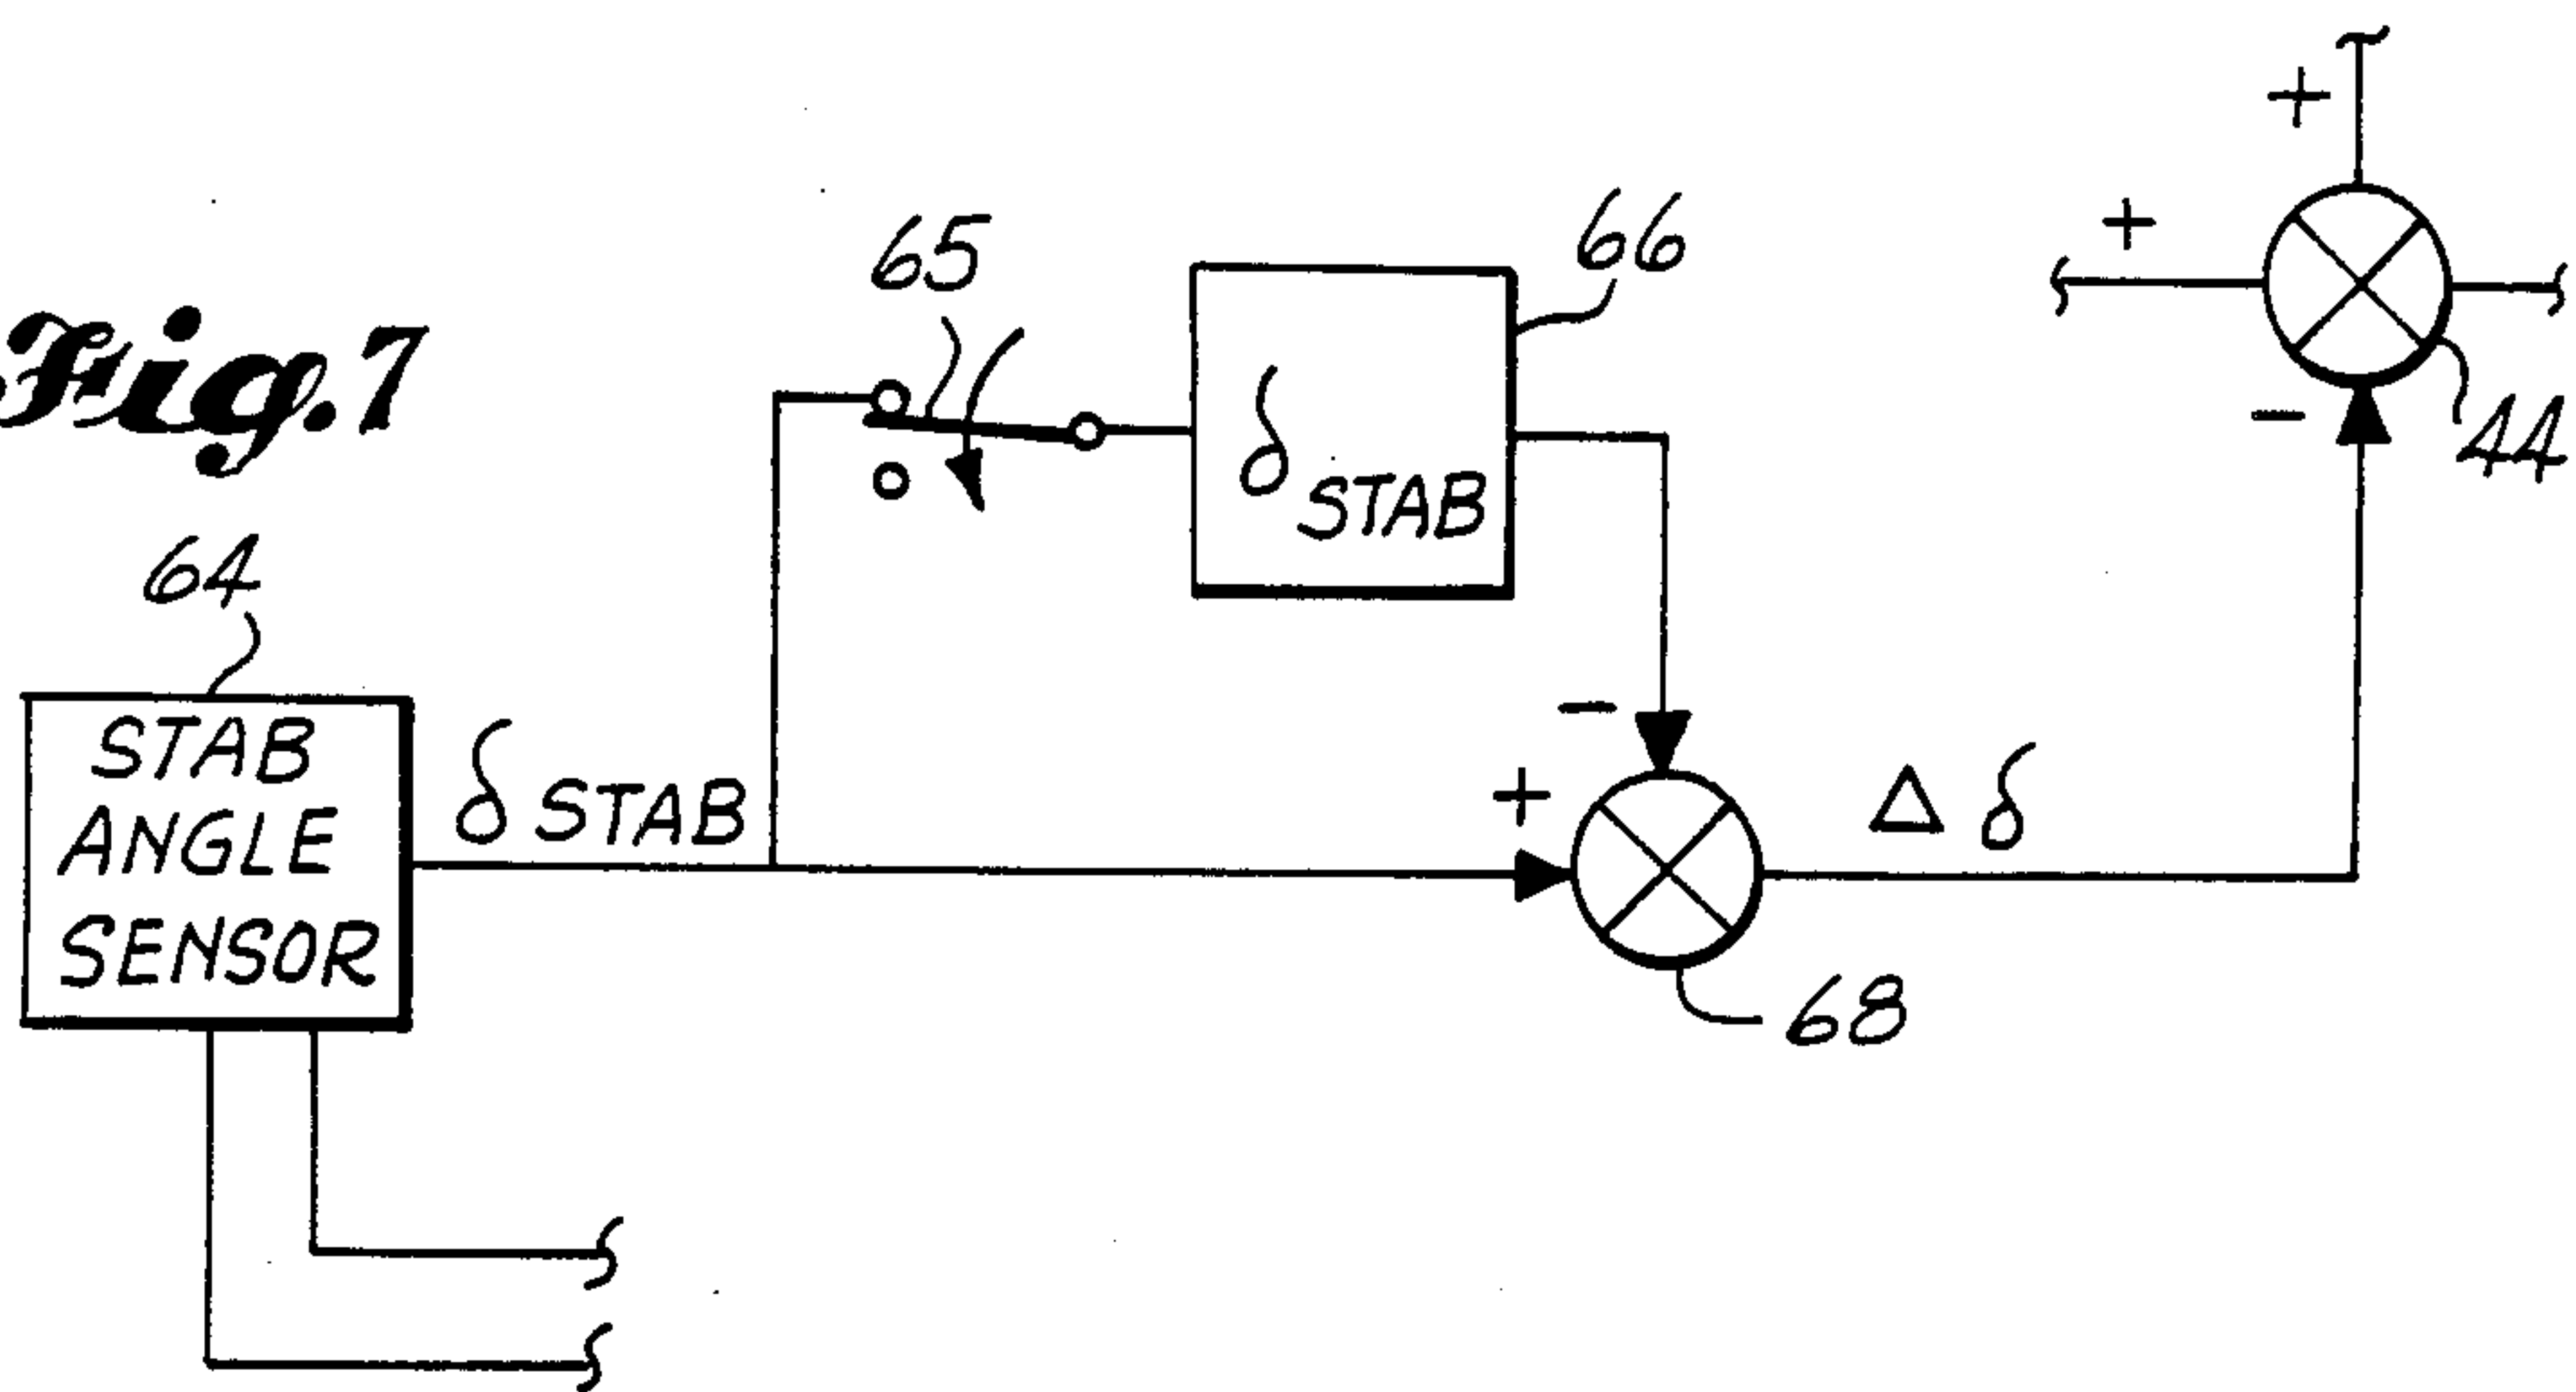 Fig. 7
+
+
−
44
65
66
δ STAB
64
STAB
ANGLE
SENSOR
δ STAB
−
+
Δ δ
68